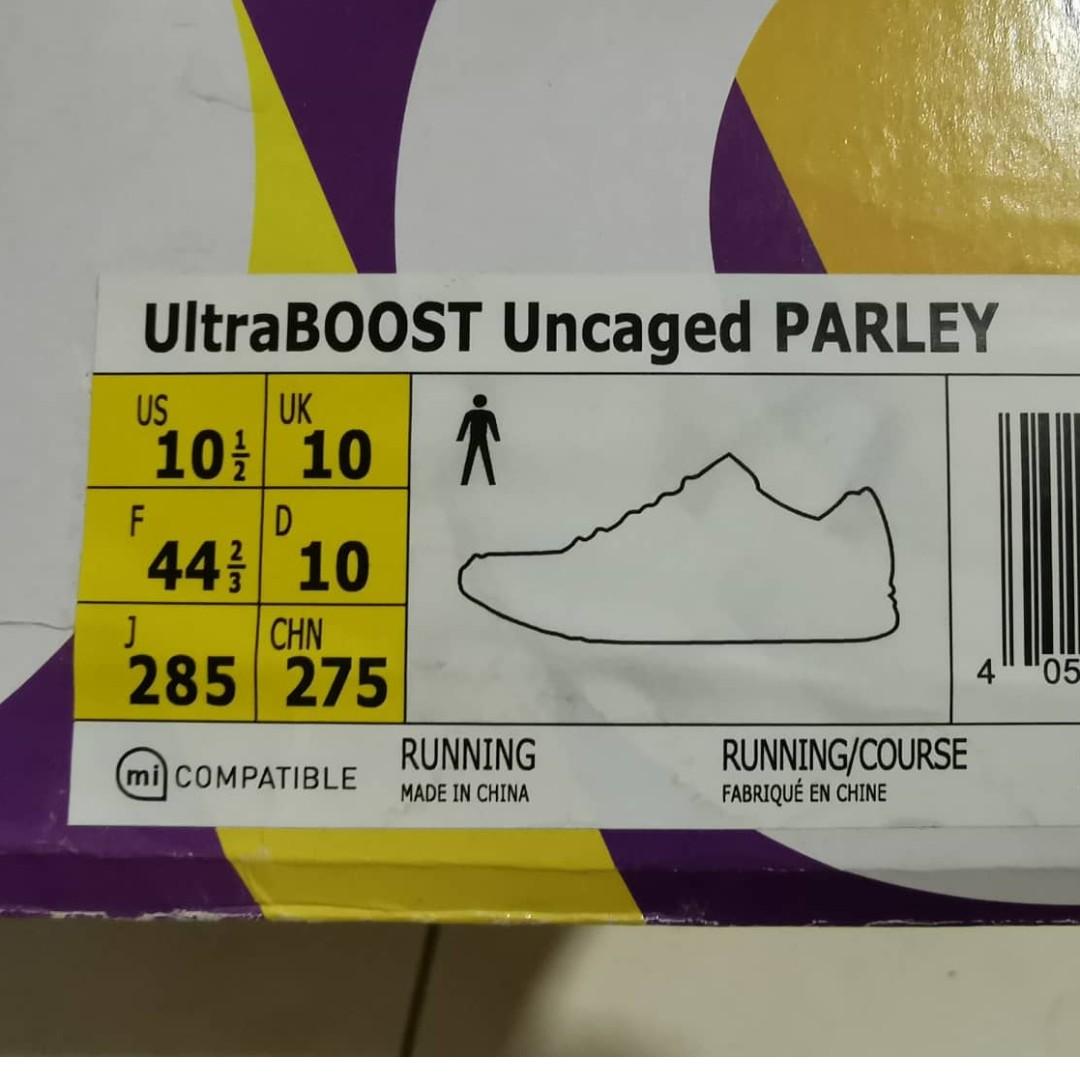 UltraBOOST Uncaged PARLEY
US UK
10½ 10
F D
44⅔ 10
J CHN
285 275
mi COMPATIBLE
RUNNING RUNNING/COURSE
MADE IN CHINA FABRIQUÉ EN CHINE
4 05